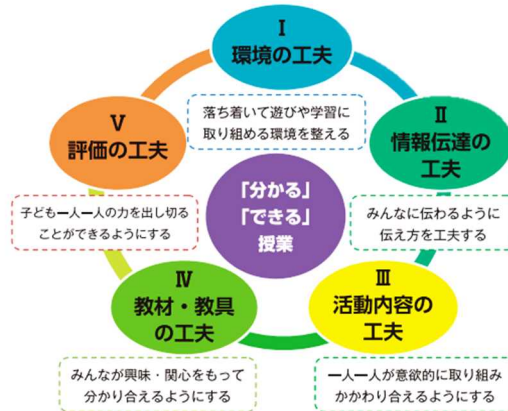 Ⅰ
環境の工夫
落ち着いて遊びや学習に
取り組める環境を整える
Ⅱ
情報伝達の
工夫
みんなに伝わるように
伝え方を工夫する
Ⅲ
活動内容の
工夫
一人一人が意欲的に取り組み
かかわり合えるようにする
Ⅳ
教材・教具
の工夫
みんなが興味・関心をもって
分かり合えるようにする
Ⅴ
評価の工夫
子ども一人一人の力を出し切る
ことができるようにする
「分かる」
「できる」
授業